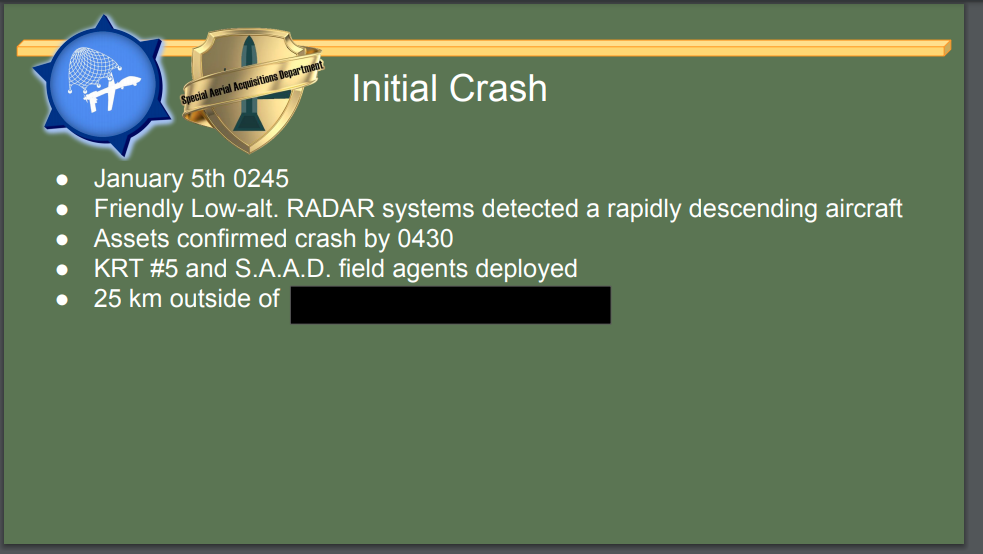 Special Aerial Acquisitions Department
Initial Crash
● January 5th 0245
● Friendly Low-alt. RADAR systems detected a rapidly descending aircraft
● Assets confirmed crash by 0430
● KRT #5 and S.A.A.D. field agents deployed
● 25 km outside of